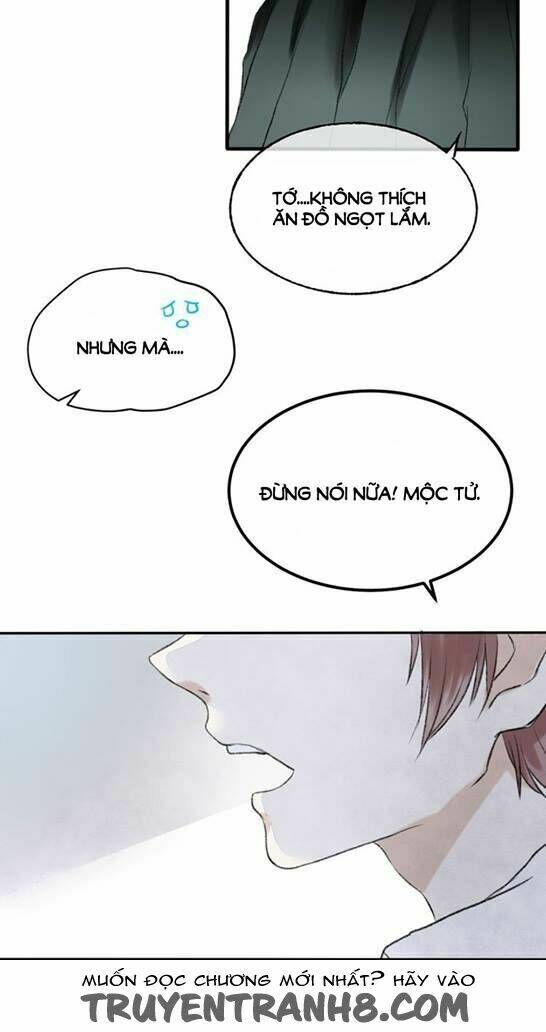 TỚ....KHÔNG THÍCH
ĂN ĐỒ NGỌT LẮM.
NHƯNG MÀ....
ĐỪNG NÓI NỮA! MỘC TỬ.
MUỐN ĐỌC CHƯƠNG MỚI NHẤT? HÃY VÀO
TRUYENTRANH8.COM